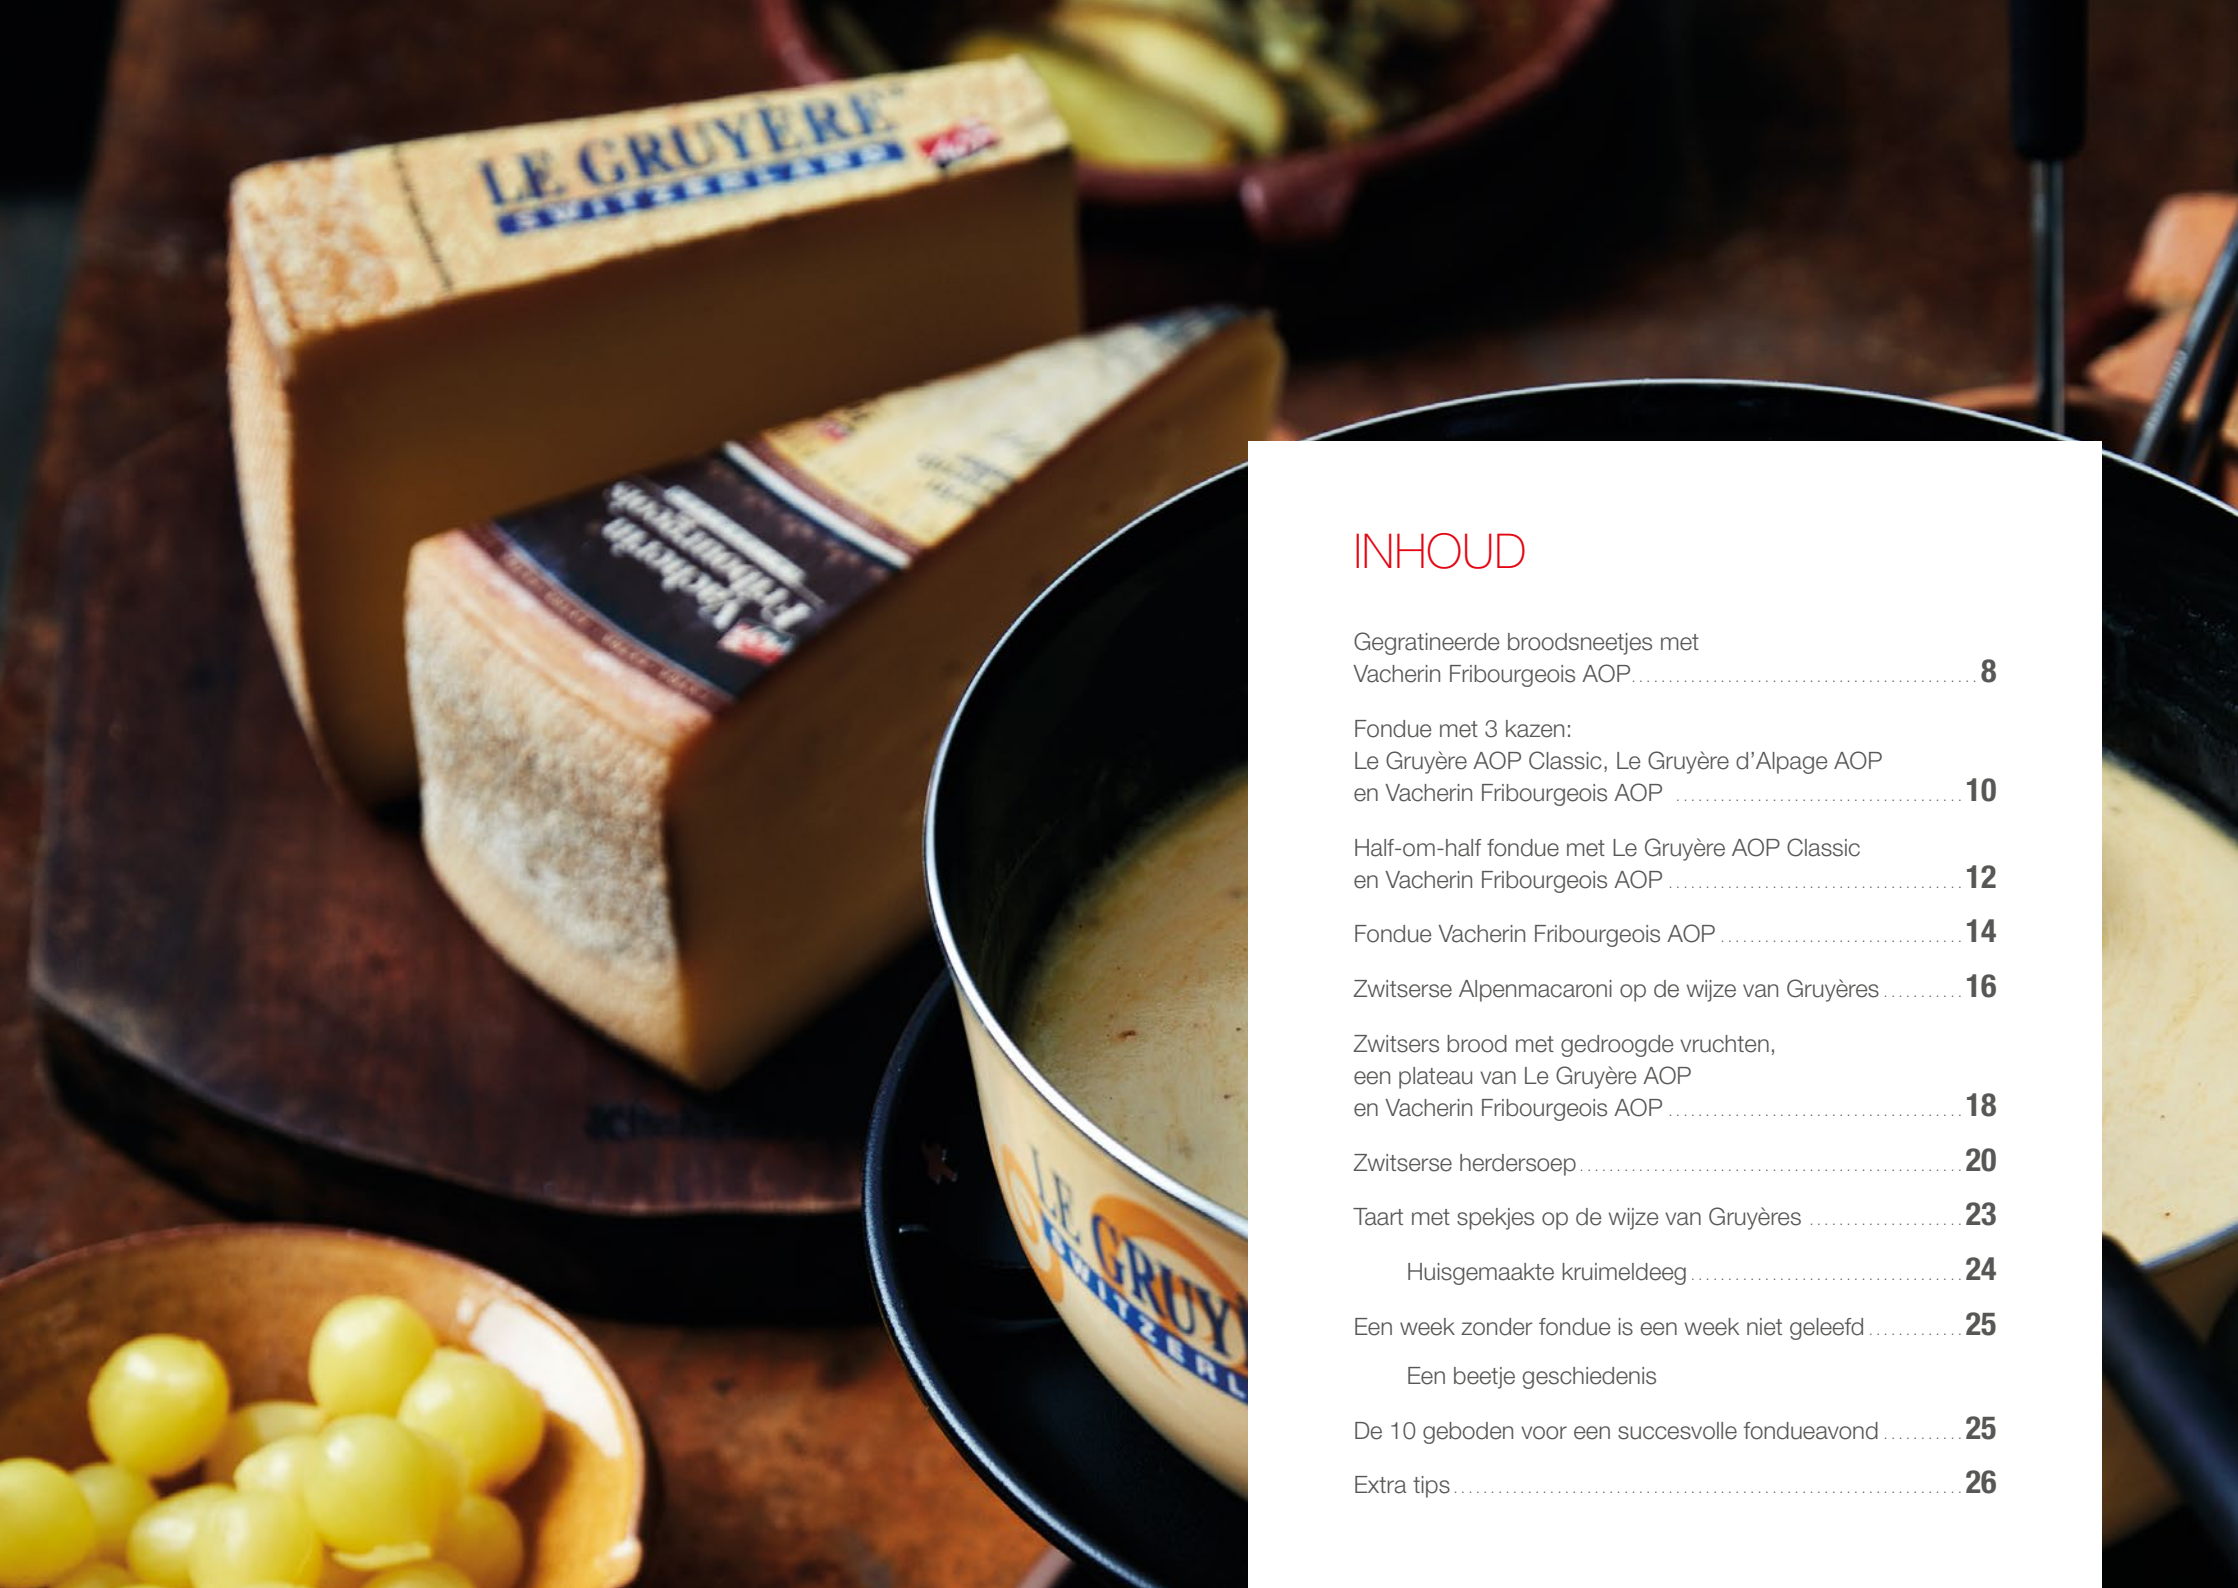 LE GRUYÈRE
SWITZERLAND
AOP
Vacherin
Fribourgeois
LE GRUY
SWITZERL
INHOUD
Gegratineerde broodsneetjes met
Vacherin Fribourgeois AOP 8
Fondue met 3 kazen:
Le Gruyère AOP Classic, Le Gruyère d’Alpage AOP
en Vacherin Fribourgeois AOP 10
Half-om-half fondue met Le Gruyère AOP Classic
en Vacherin Fribourgeois AOP 12
Fondue Vacherin Fribourgeois AOP 14
Zwitserse Alpenmacaroni op de wijze van Gruyères 16
Zwitsers brood met gedroogde vruchten,
een plateau van Le Gruyère AOP
en Vacherin Fribourgeois AOP 18
Zwitserse herdersoep 20
Taart met spekjes op de wijze van Gruyères 23
Huisgemaakte kruimeldeeg 24
Een week zonder fondue is een week niet geleefd 25
Een beetje geschiedenis
De 10 geboden voor een succesvolle fondueavond 25
Extra tips 26